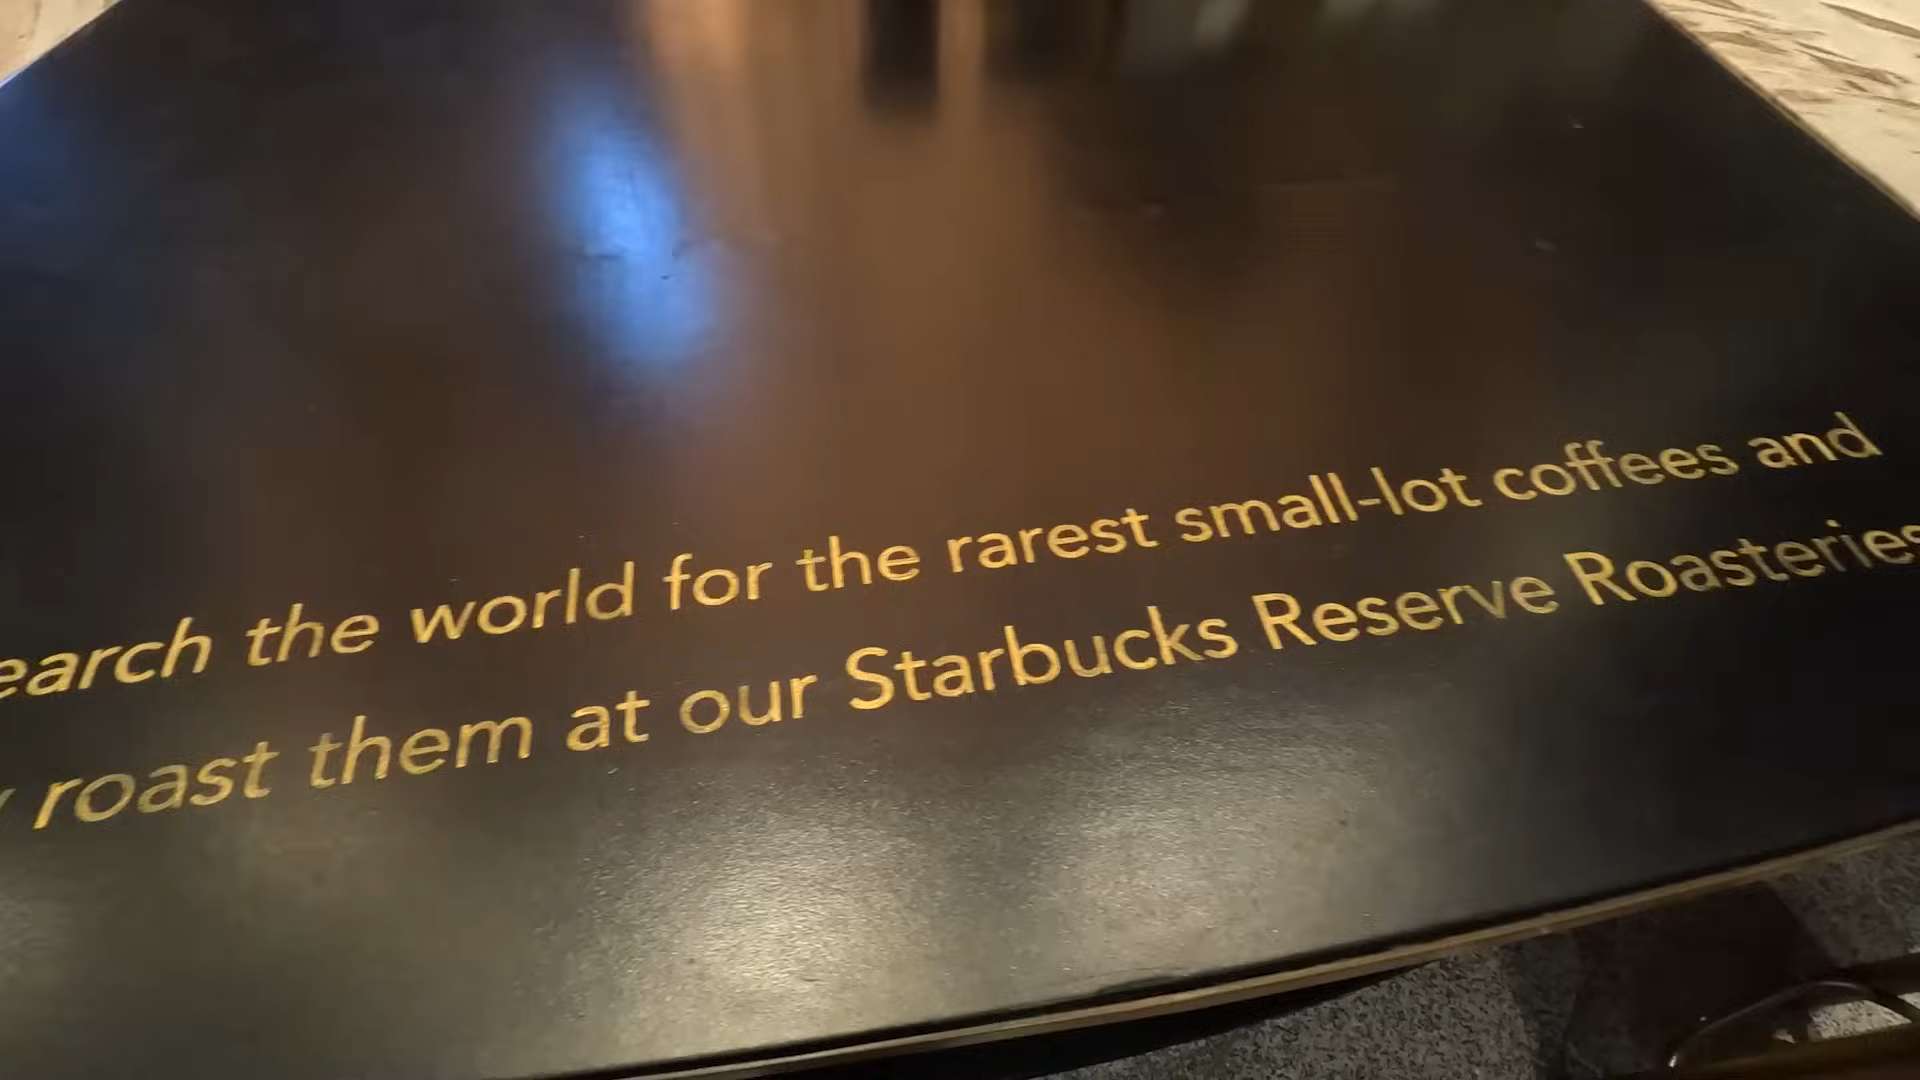 earch the world for the rarest small-lot coffees and
y roast them at our Starbucks Reserve Roasteries